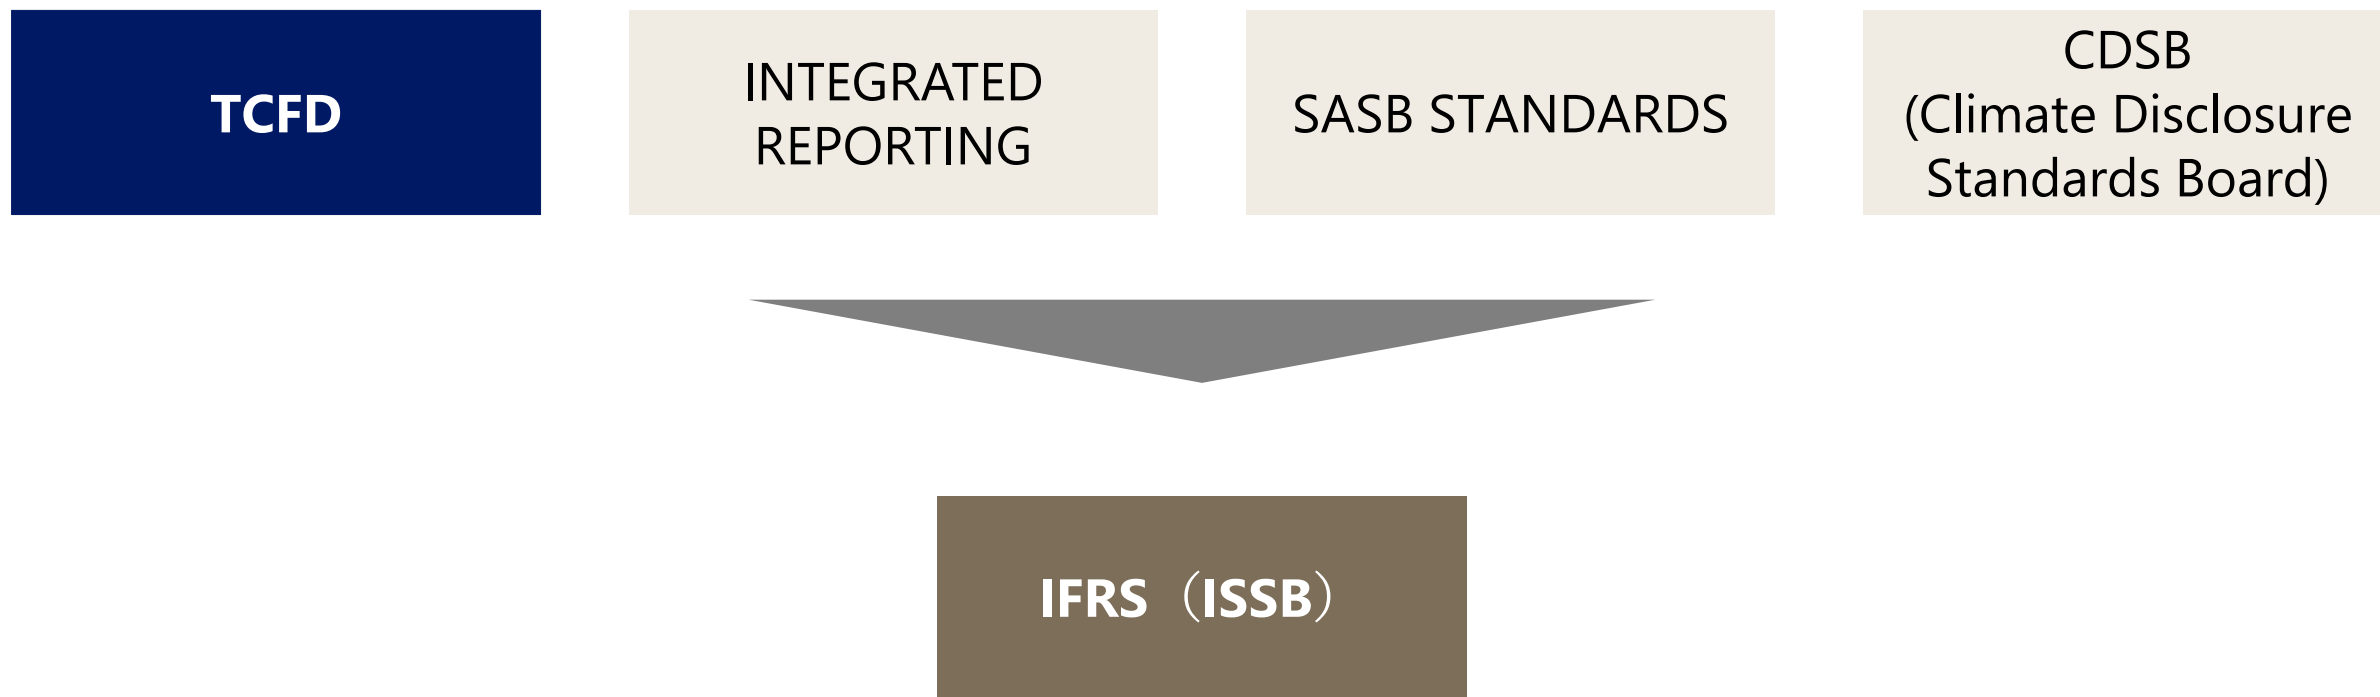 TCFD
INTEGRATED
REPORTING
SASB STANDARDS
CDSB
(Climate Disclosure
Standards Board)
IFRS（ISSB）